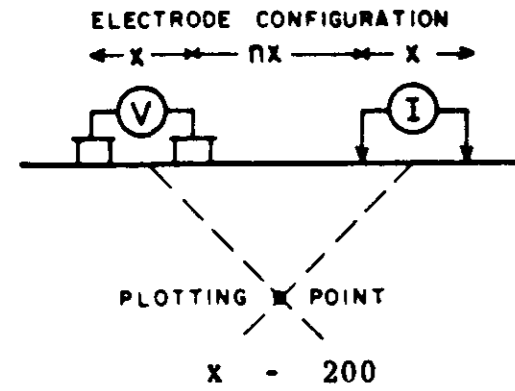 ELECTRODE CONFIGURATION
x nx x
V I
PLOTTING POINT
x - 200